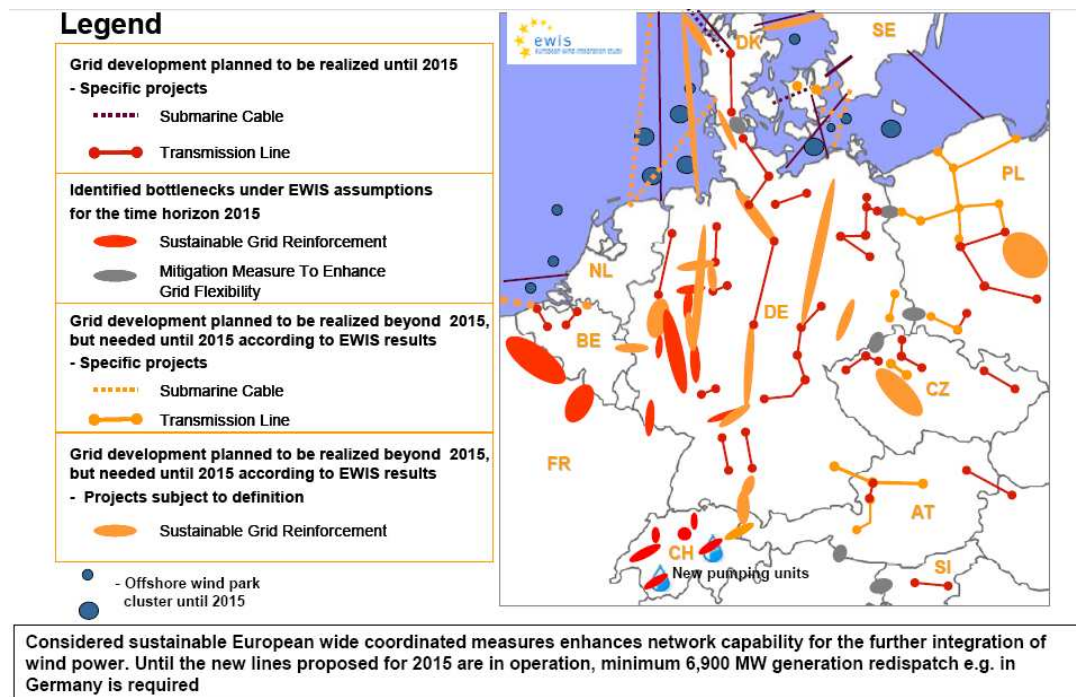 Legend
Grid development planned to be realized until 2015
- Specific projects
Submarine Cable
Transmission Line
Identified bottlenecks under EWIS assumptions
for the time horizon 2015
Sustainable Grid Reinforcement
Mitigation Measure To Enhance
Grid Flexibility
Grid development planned to be realized beyond 2015,
but needed until 2015 according to EWIS results
- Specific projects
Submarine Cable
Transmission Line
Grid development planned to be realized beyond 2015,
but needed until 2015 according to EWIS results
- Projects subject to definition
Sustainable Grid Reinforcement
- Offshore wind park
cluster until 2015
ewis
european wind integration study
DK
SE
PL
NL
DE
BE
CZ
FR
AT
CH
SI
New pumping units
Considered sustainable European wide coordinated measures enhances network capability for the further integration of
wind power. Until the new lines proposed for 2015 are in operation, minimum 6,900 MW generation redispatch e.g. in
Germany is required